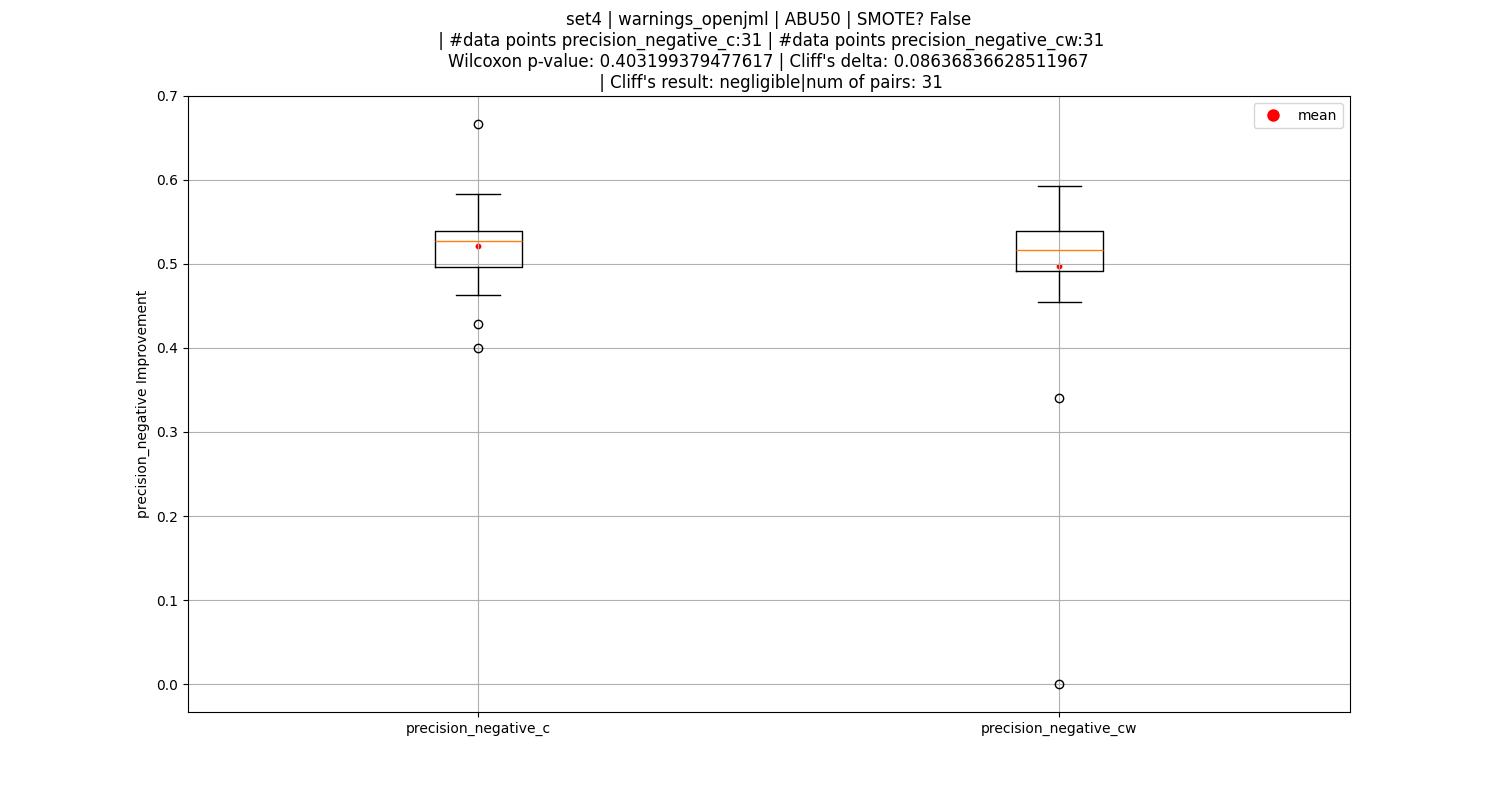 set4 | warnings_openjml | ABU50 | SMOTE? False
| #data points precision_negative_c:31 | #data points precision_negative_cw:31
Wilcoxon p-value: 0.403199379477617 | Cliff's delta: 0.08636836628511967
| Cliff's result: negligible|num of pairs: 31
mean
0.7
0.6
0.5
0.4
0.3
0.2
0.1
0.0
precision_negative Improvement
precision_negative_c
precision_negative_cw